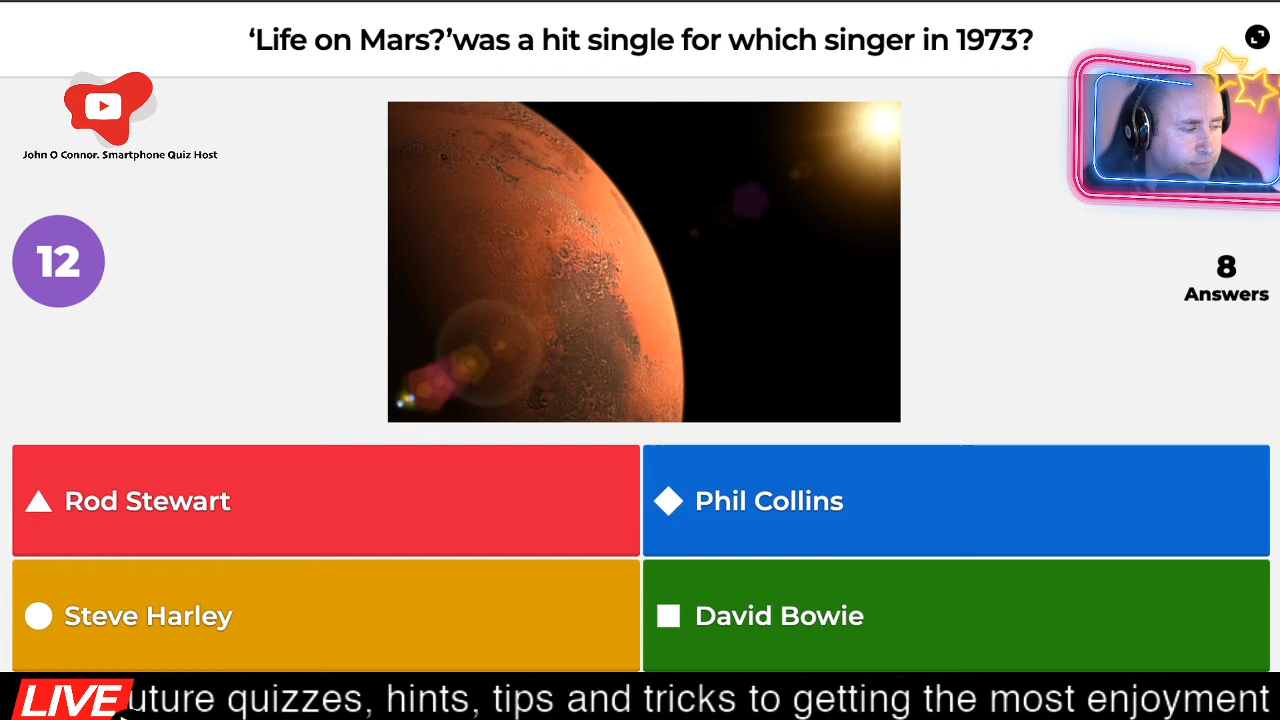 ‘Life on Mars?’was a hit single for which singer in 1973?
John O Connor. Smartphone Quiz Host
12
8
Answers
Rod Stewart
Phil Collins
Steve Harley
David Bowie
LIVE uture quizzes, hints, tips and tricks to getting the most enjoyment